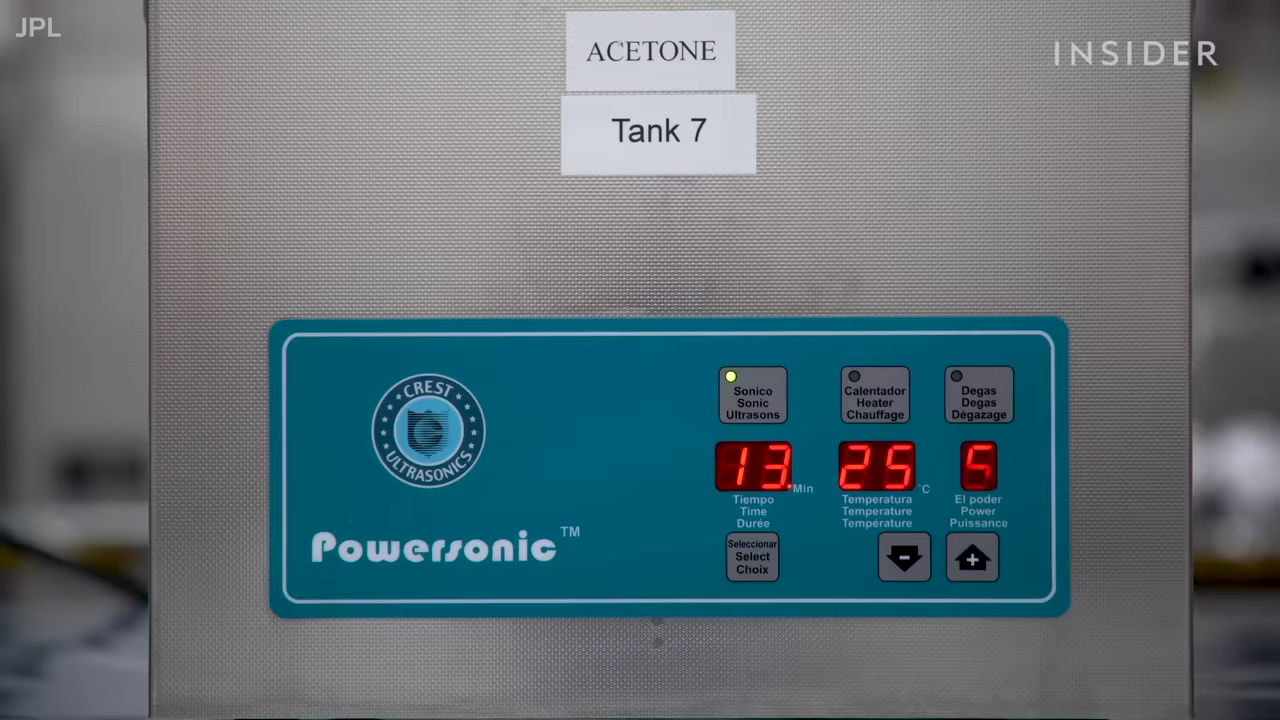 JPL
INSIDER
ACETONE
Tank 7
CREST
ULTRASONICS
Powersonic™
Sonico
Sonic
Ultrasons
Calentador
Heater
Chauffage
Degas
Degas
Dégazage
13. Min
25 °C
5
Tiempo
Time
Durée
Temperatura
Temperature
Température
El poder
Power
Puissance
Seleccionar
Select
Choix
-
+